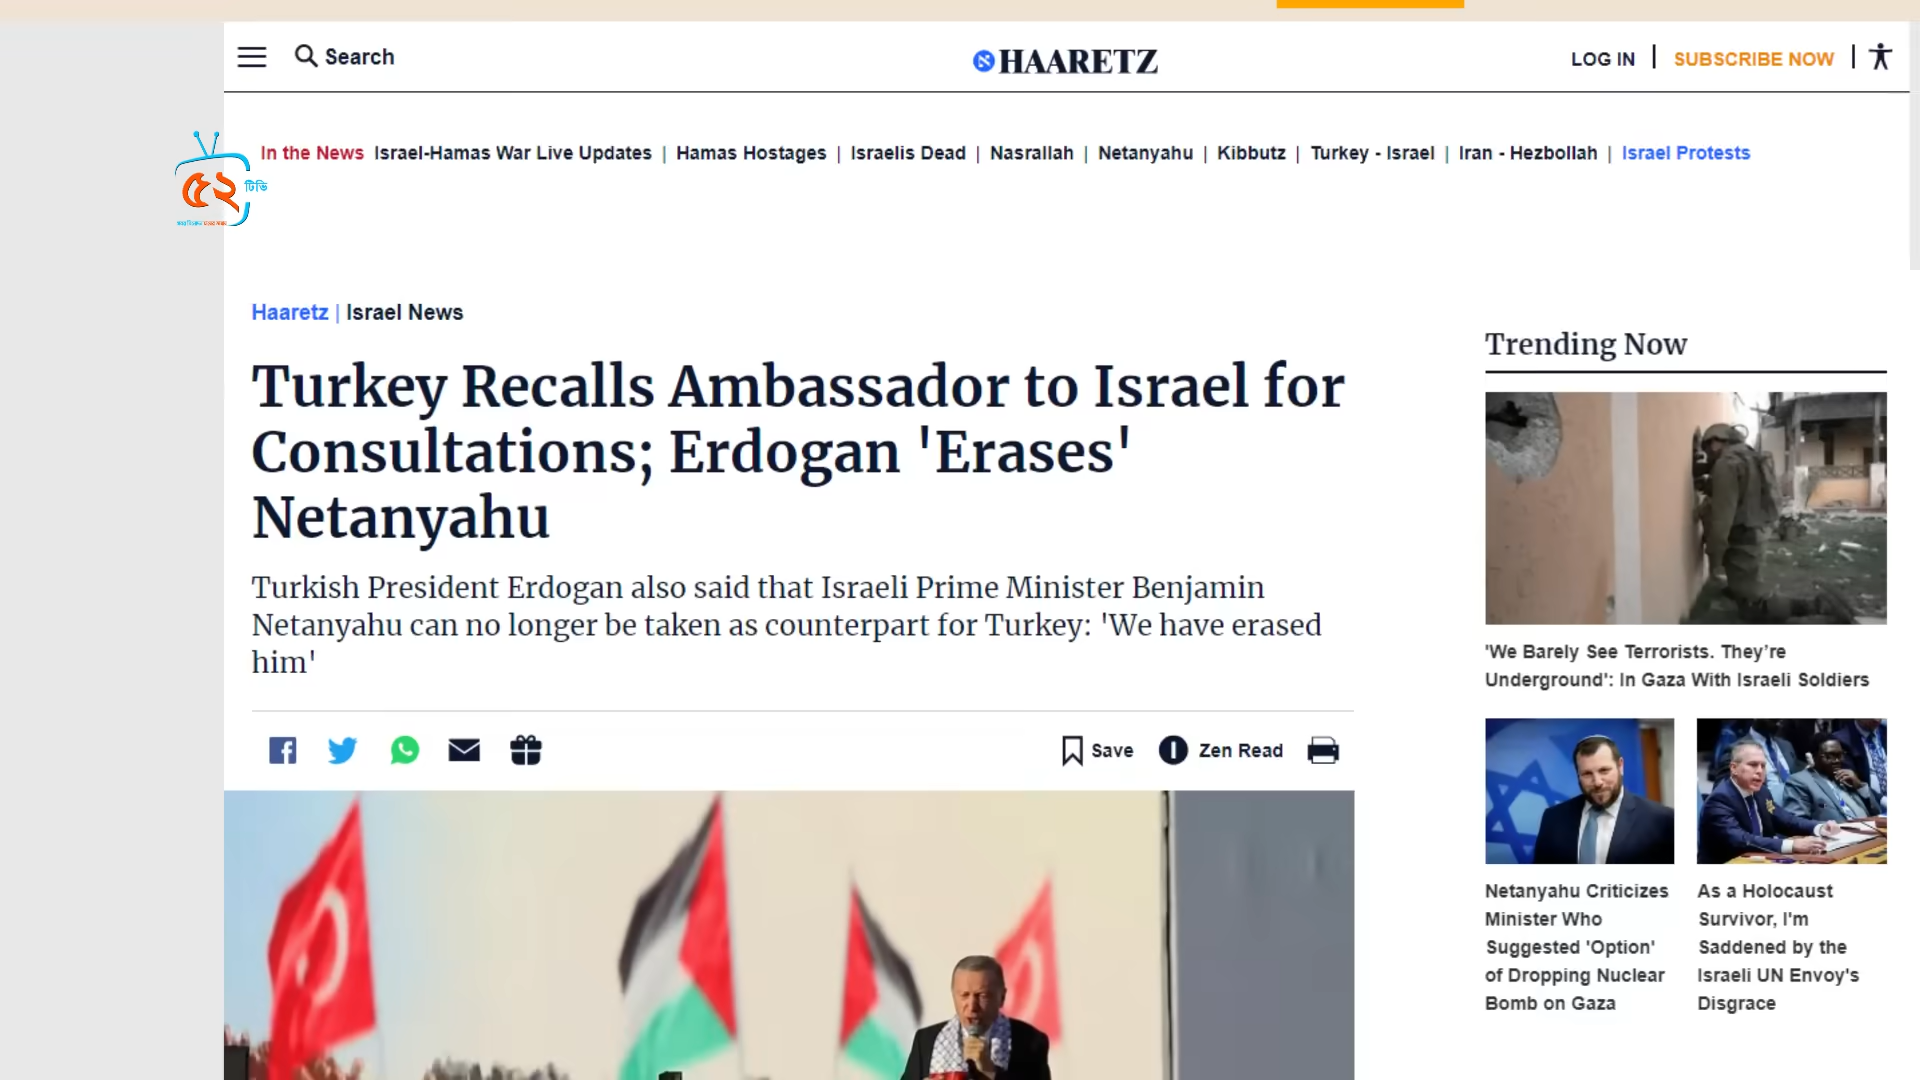 Search
HAARETZ
LOG IN | SUBSCRIBE NOW |
৫২
টিভি
In the News Israel-Hamas War Live Updates | Hamas Hostages | Israelis Dead | Nasrallah | Netanyahu | Kibbutz | Turkey - Israel | Iran - Hezbollah | Israel Protests
Haaretz | Israel News
Turkey Recalls Ambassador to Israel for
Consultations; Erdogan 'Erases'
Netanyahu
Turkish President Erdogan also said that Israeli Prime Minister Benjamin
Netanyahu can no longer be taken as counterpart for Turkey: 'We have erased
him'
Save
Zen Read
Trending Now
'We Barely See Terrorists. They’re
Underground': In Gaza With Israeli Soldiers
Netanyahu Criticizes
Minister Who
Suggested 'Option'
of Dropping Nuclear
Bomb on Gaza
As a Holocaust
Survivor, I'm
Saddened by the
Israeli UN Envoy's
Disgrace